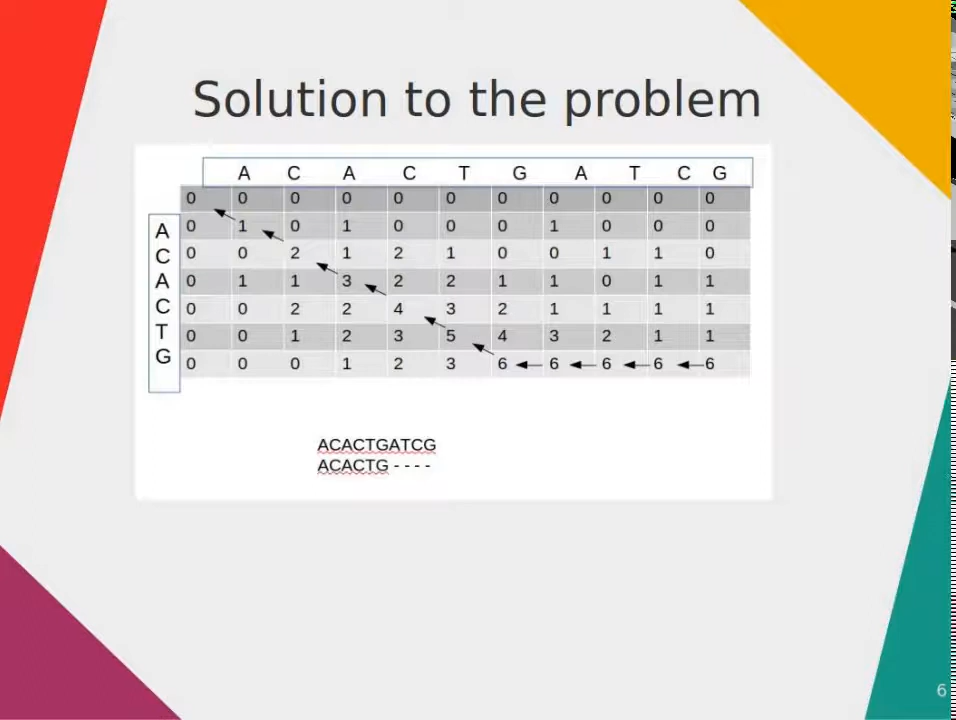 Solution to the problem
A C A C T G A T C G
0 0 0 0 0 0 0 0 0 0 0
A 0 1 0 1 0 0 0 1 0 0 0
C 0 0 2 1 2 1 0 0 1 1 0
A 0 1 1 3 2 2 1 1 0 1 1
C 0 0 2 2 4 3 2 1 1 1 1
T 0 0 1 2 3 5 4 3 2 1 1
G 0 0 0 1 2 3 6 6 6 6 6
ACACTGATCG
ACACTG - - - -
6